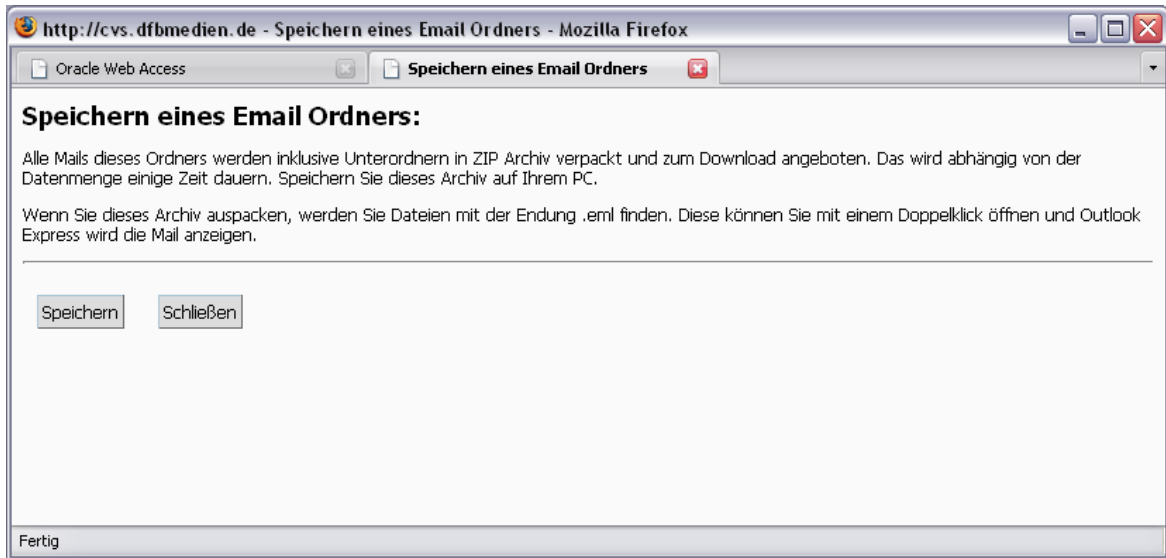 http://cvs.dfbmedien.de - Speichern eines Email Ordners - Mozilla Firefox
Oracle Web Access
Speichern eines Email Ordners
Speichern eines Email Ordners:
Alle Mails dieses Ordners werden inklusive Unterordnern in ZIP Archiv verpackt und zum Download angeboten. Das wird abhängig von der
Datenmenge einige Zeit dauern. Speichern Sie dieses Archiv auf Ihrem PC.
Wenn Sie dieses Archiv auspacken, werden Sie Dateien mit der Endung .eml finden. Diese können Sie mit einem Doppelklick öffnen und Outlook
Express wird die Mail anzeigen.
Speichern
Schließen
Fertig